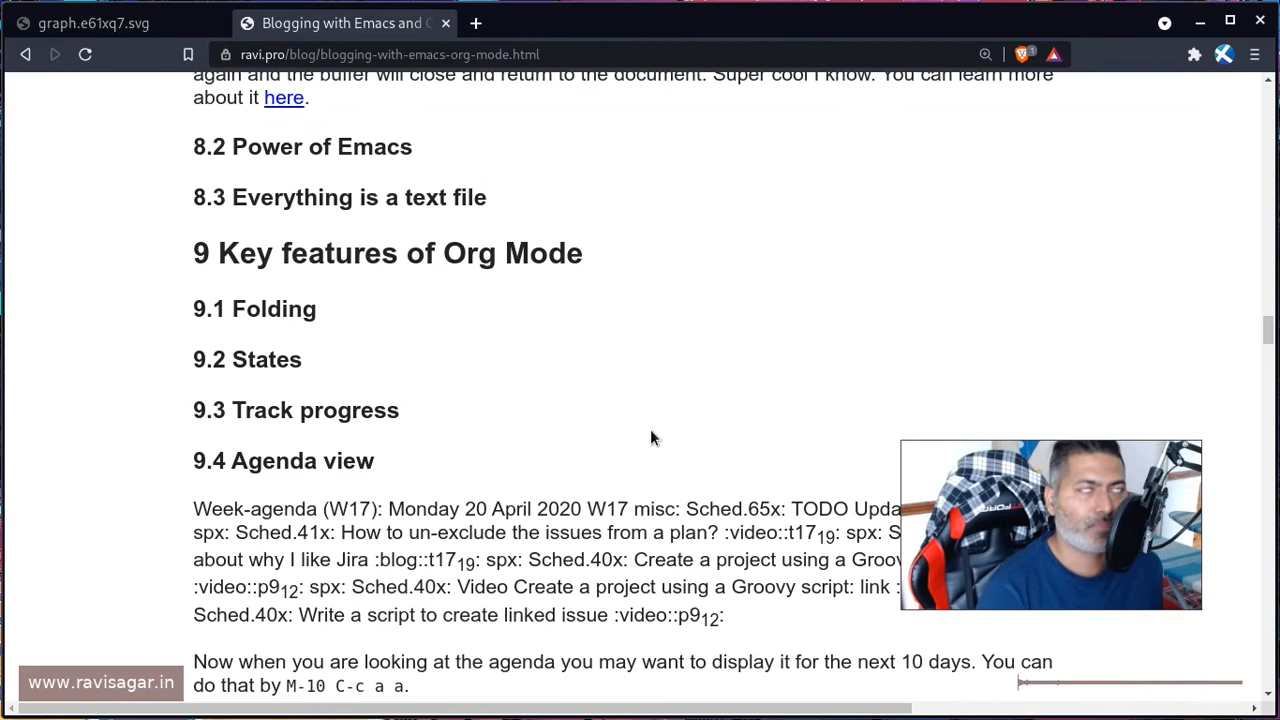 graph.e61xq7.svg
Blogging with Emacs and
ravi.pro/blog/blogging-with-emacs-org-mode.html
1
again and the buffer will close and return to the document. Super cool I know. You can learn more
about it here.
8.2 Power of Emacs
8.3 Everything is a text file
9 Key features of Org Mode
9.1 Folding
9.2 States
9.3 Track progress
9.4 Agenda view
Week-agenda (W17): Monday 20 April 2020 W17 misc: Sched.65x: TODO Upda
spx: Sched.41x: How to un-exclude the issues from a plan? :video::t1719: spx: S
about why I like Jira :blog::t1719: spx: Sched.40x: Create a project using a Groov
:video::p912: spx: Sched.40x: Video Create a project using a Groovy script: link :
Sched.40x: Write a script to create linked issue :video::p912:
Now when you are looking at the agenda you may want to display it for the next 10 days. You can
do that by M-10 C-c a a.
www.ravisagar.in